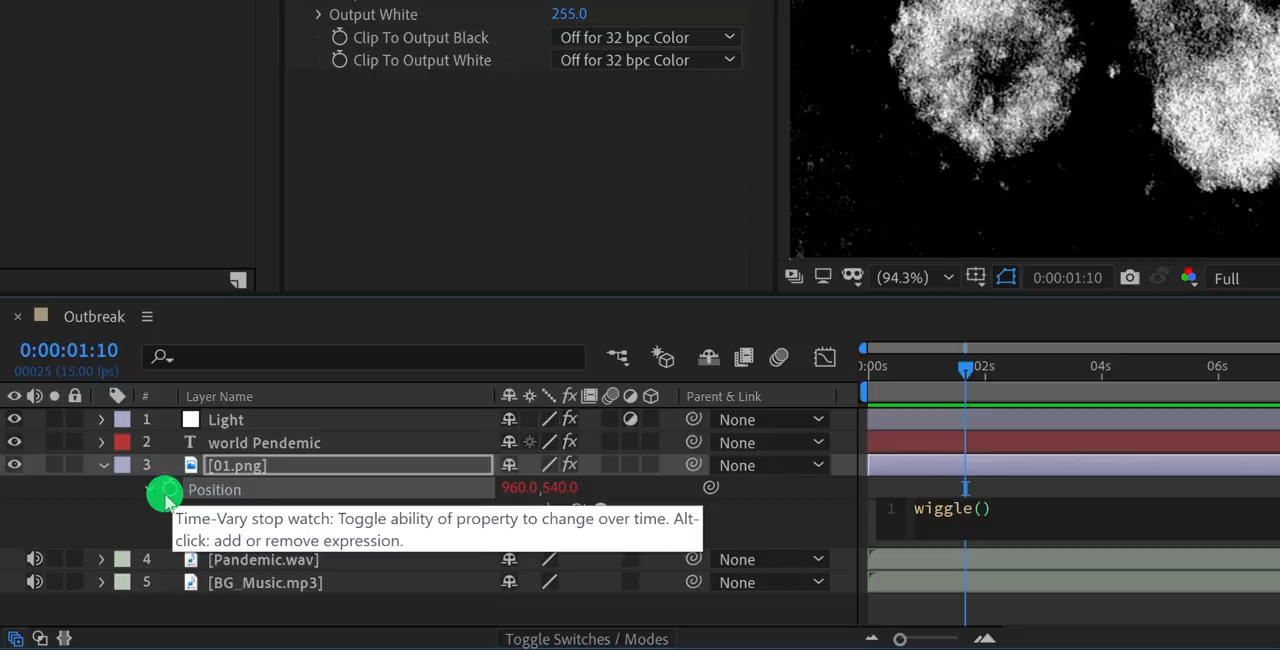 Output White 255.0
Clip To Output Black Off for 32 bpc Color
Clip To Output White Off for 32 bpc Color
(94.3%) 0:00:01:10 Full
Outbreak
0:00:01:10
00025 (15.00 fps)
:00s 02s 04s 06s
# Layer Name fx Parent & Link
1 Light fx None
2 T world Pendemic fx None
3 [01.png] fx None
Position 960.0,540.0
1 wiggle()
Time-Vary stop watch: Toggle ability of property to change over time. Alt-
click: add or remove expression.
4 [Pandemic.wav] None
5 [BG_Music.mp3] None
Toggle Switches / Modes